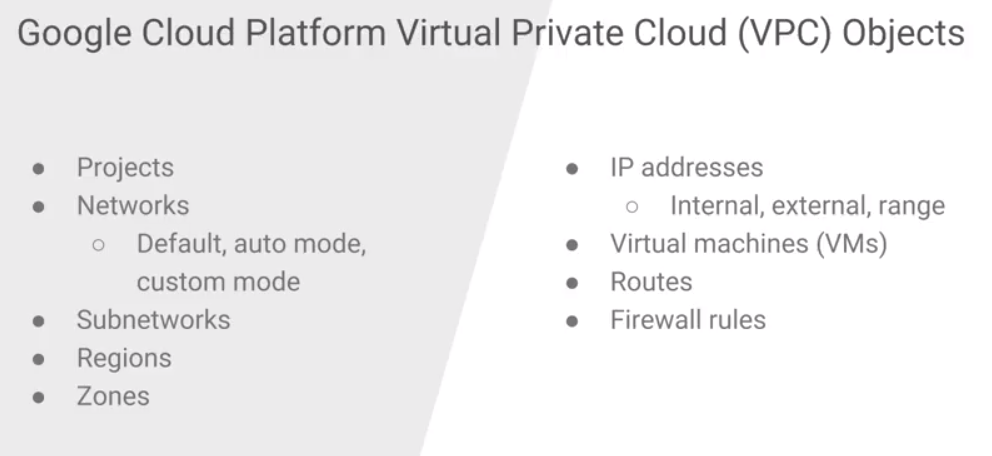 Google Cloud Platform Virtual Private Cloud (VPC) Objects
● Projects
● Networks
○ Default, auto mode,
custom mode
● Subnetworks
● Regions
● Zones
● IP addresses
○ Internal, external, range
● Virtual machines (VMs)
● Routes
● Firewall rules